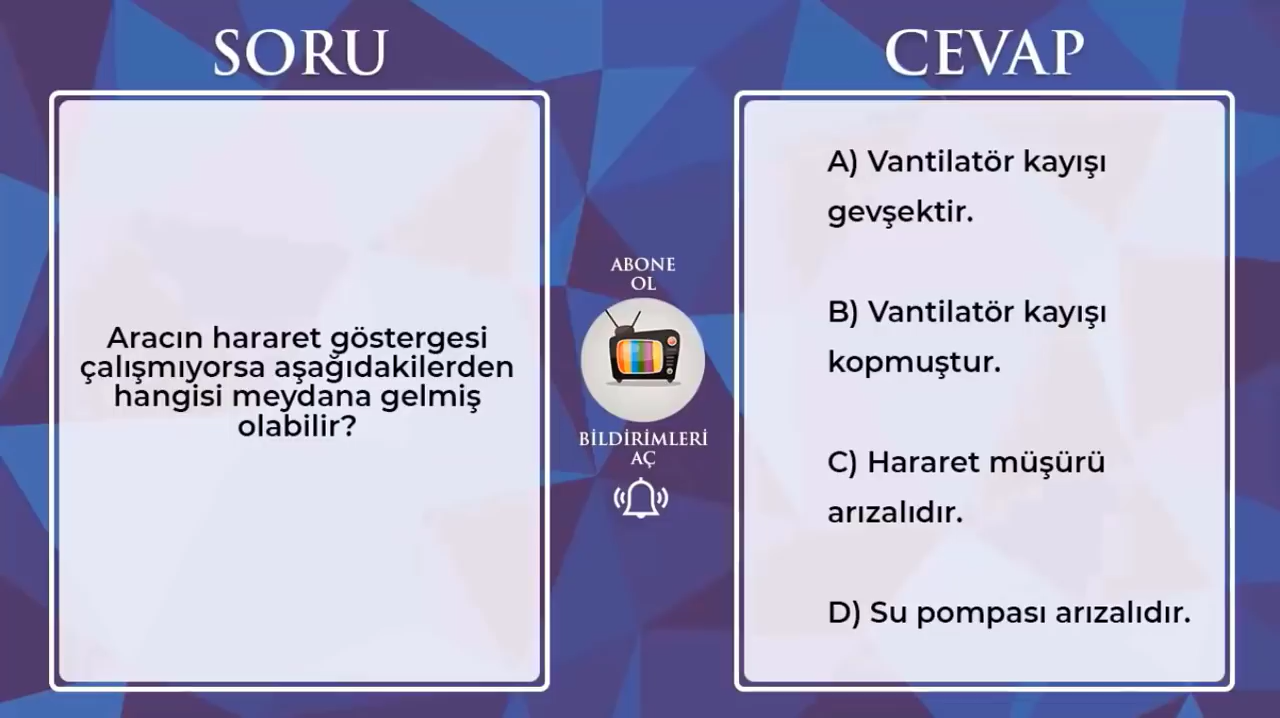 SORU
Aracın hararet göstergesi
çalışmıyorsa aşağıdakilerden
hangisi meydana gelmiş
olabilir?
ABONE
OL
BİLDİRİMLERİ
AÇ
CEVAP
A) Vantilatör kayışı
gevşektir.
B) Vantilatör kayışı
kopmuştur.
C) Hararet müşürü
arızalıdır.
D) Su pompası arızalıdır.